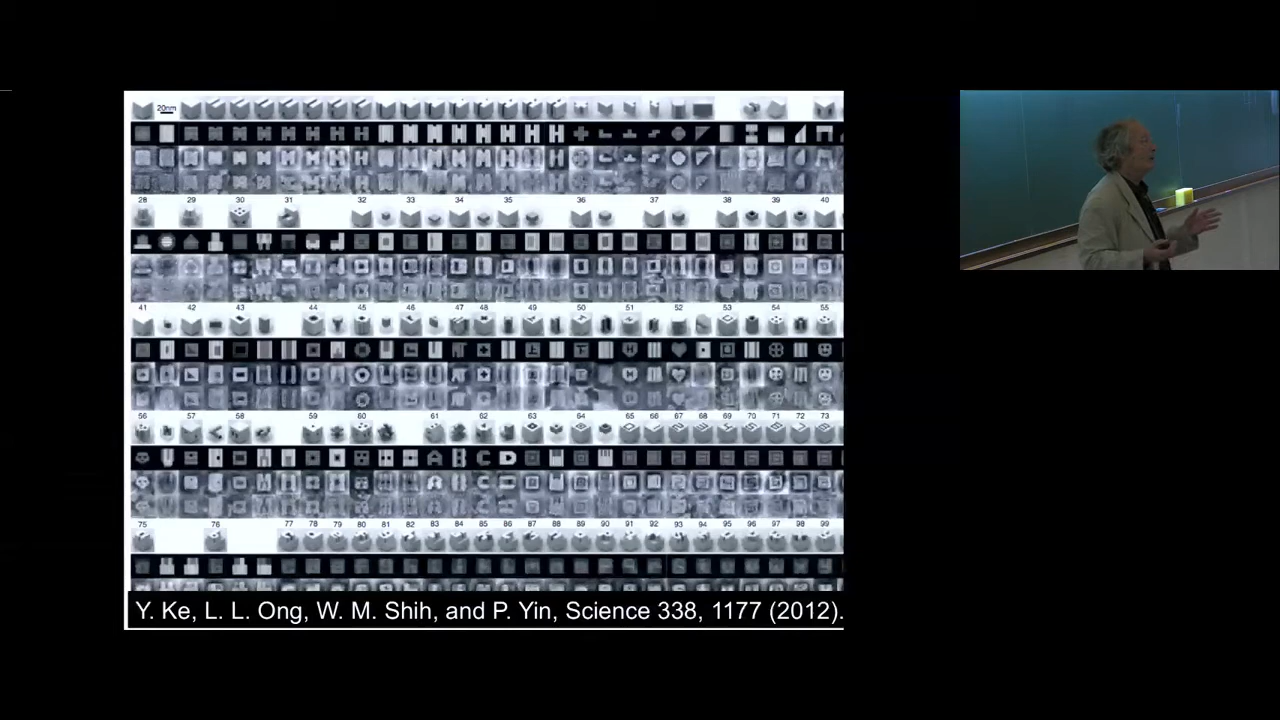 20nm
28 29 30 31 32 33 34 35 36 37 38 39 40
41 42 43 44 45 46 47 48 49 50 51 52 53 54 55
56 57 58 59 60 61 62 63 64 65 66 67 68 69 70 71 72 73
75 76 77 78 79 80 81 82 83 84 85 86 87 88 89 90 91 92 93 94 95 96 97 98 99
Y. Ke, L. L. Ong, W. M. Shih, and P. Yin, Science 338, 1177 (2012).